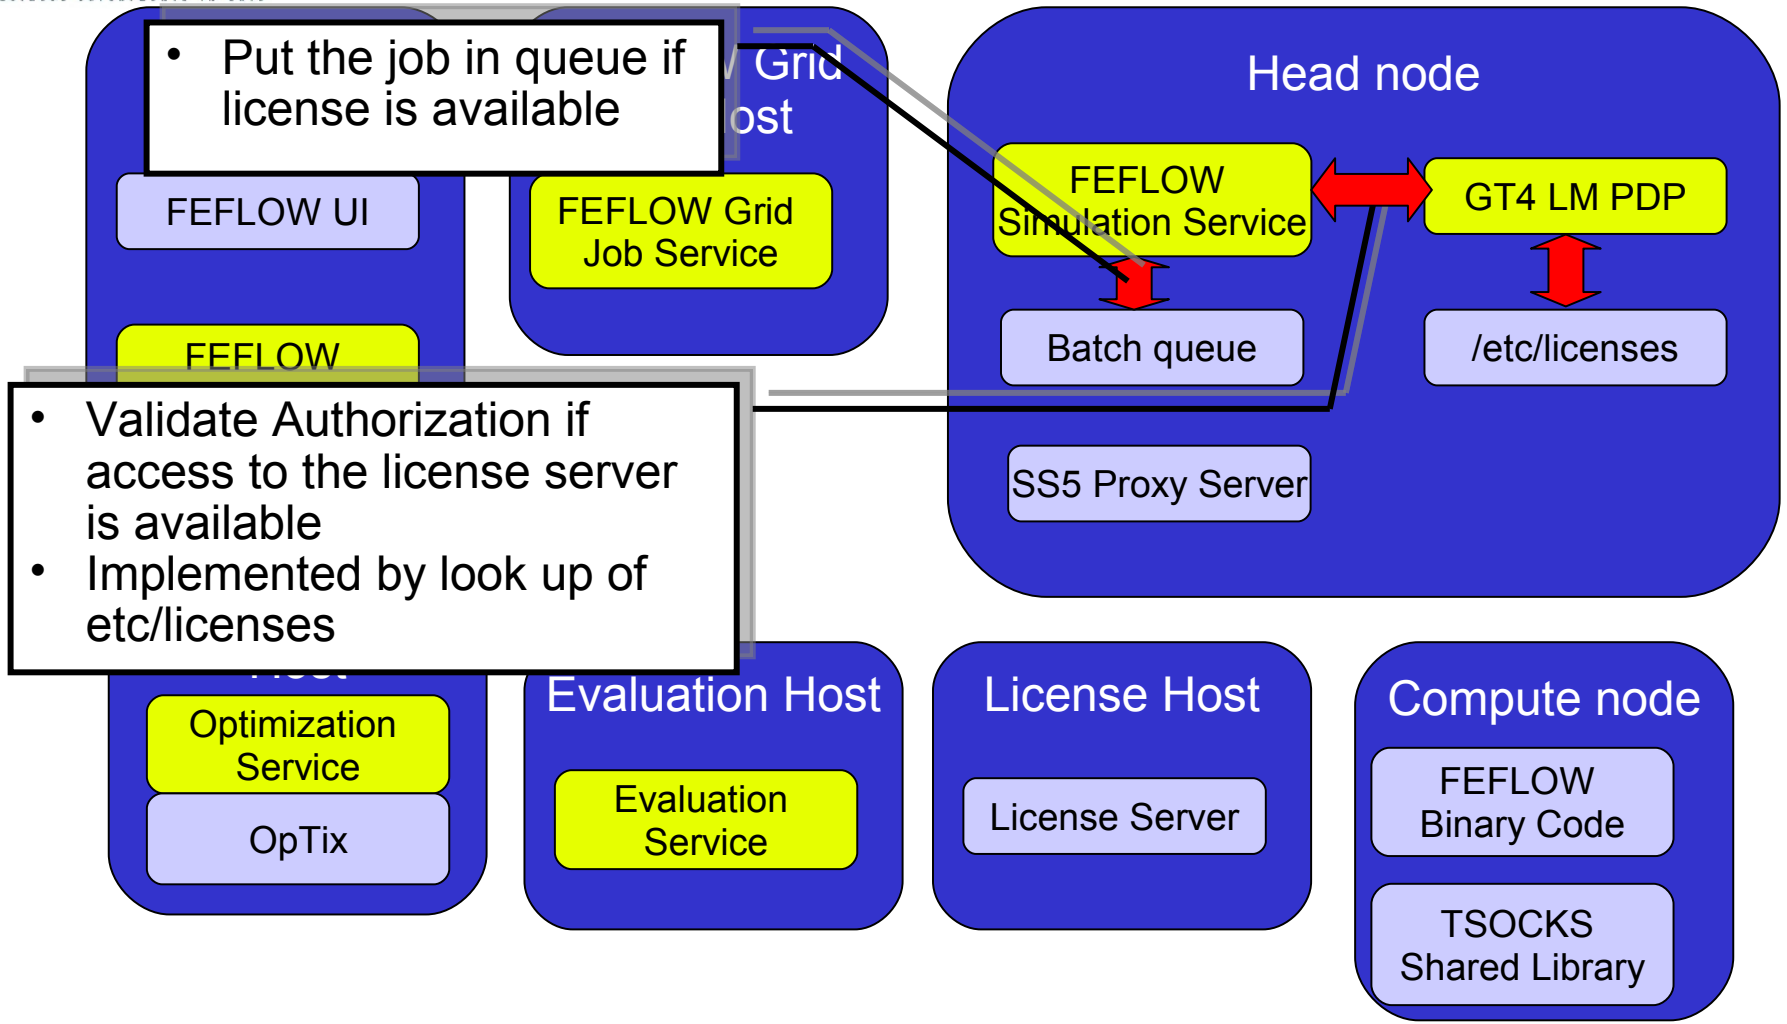 • Put the job in queue if
license is available
Grid
ost
FEFLOW UI
FEFLOW Grid
Job Service
FEFLOW
• Validate Authorization if
access to the license server
is available
• Implemented by look up of
etc/licenses
Head node
FEFLOW
Simulation Service
GT4 LM PDP
Batch queue
/etc/licenses
SS5 Proxy Server
Optimization
Service
OpTix
Evaluation Host
Evaluation
Service
License Host
License Server
Compute node
FEFLOW
Binary Code
TSOCKS
Shared Library